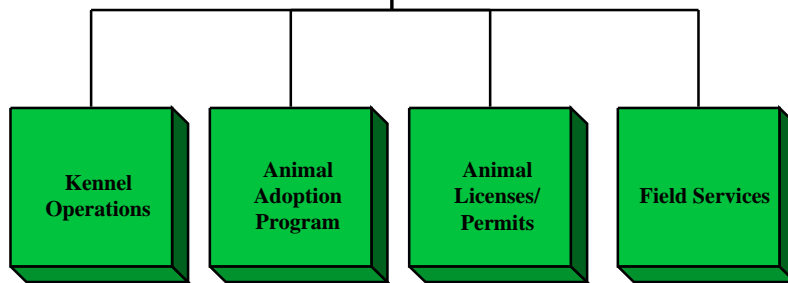 Kennel
Operations
Animal
Adoption
Program
Animal
Licenses/
Permits
Field Services